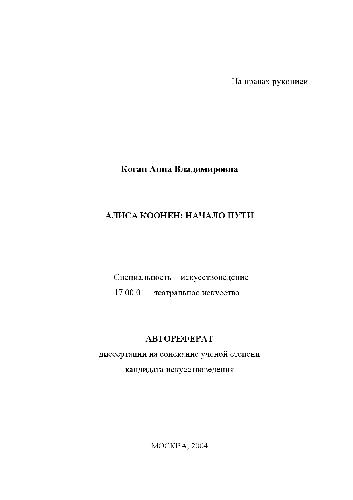 На правах рукописи
Коган Анна Владимировна
АЛИСА КООНЕН: НАЧАЛО ПУТИ
Специальность – искусствоведение
17.00.01 театральное искусство
АВТОРЕФЕРАТ
диссертации на соискание ученой степени
кандидата искусствоведения
МОСКВА, 2004